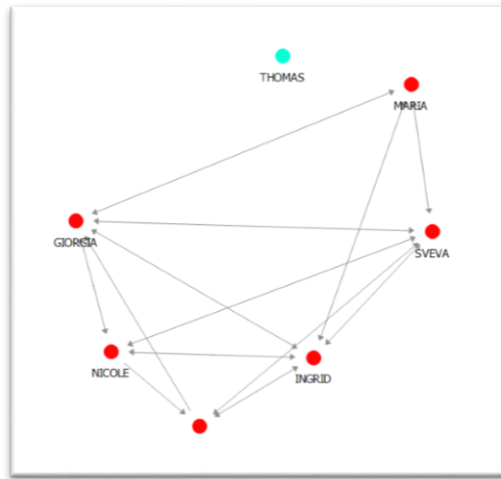 THOMAS
MARIA
GIORGIA
SVEVA
NICOLE
INGRID